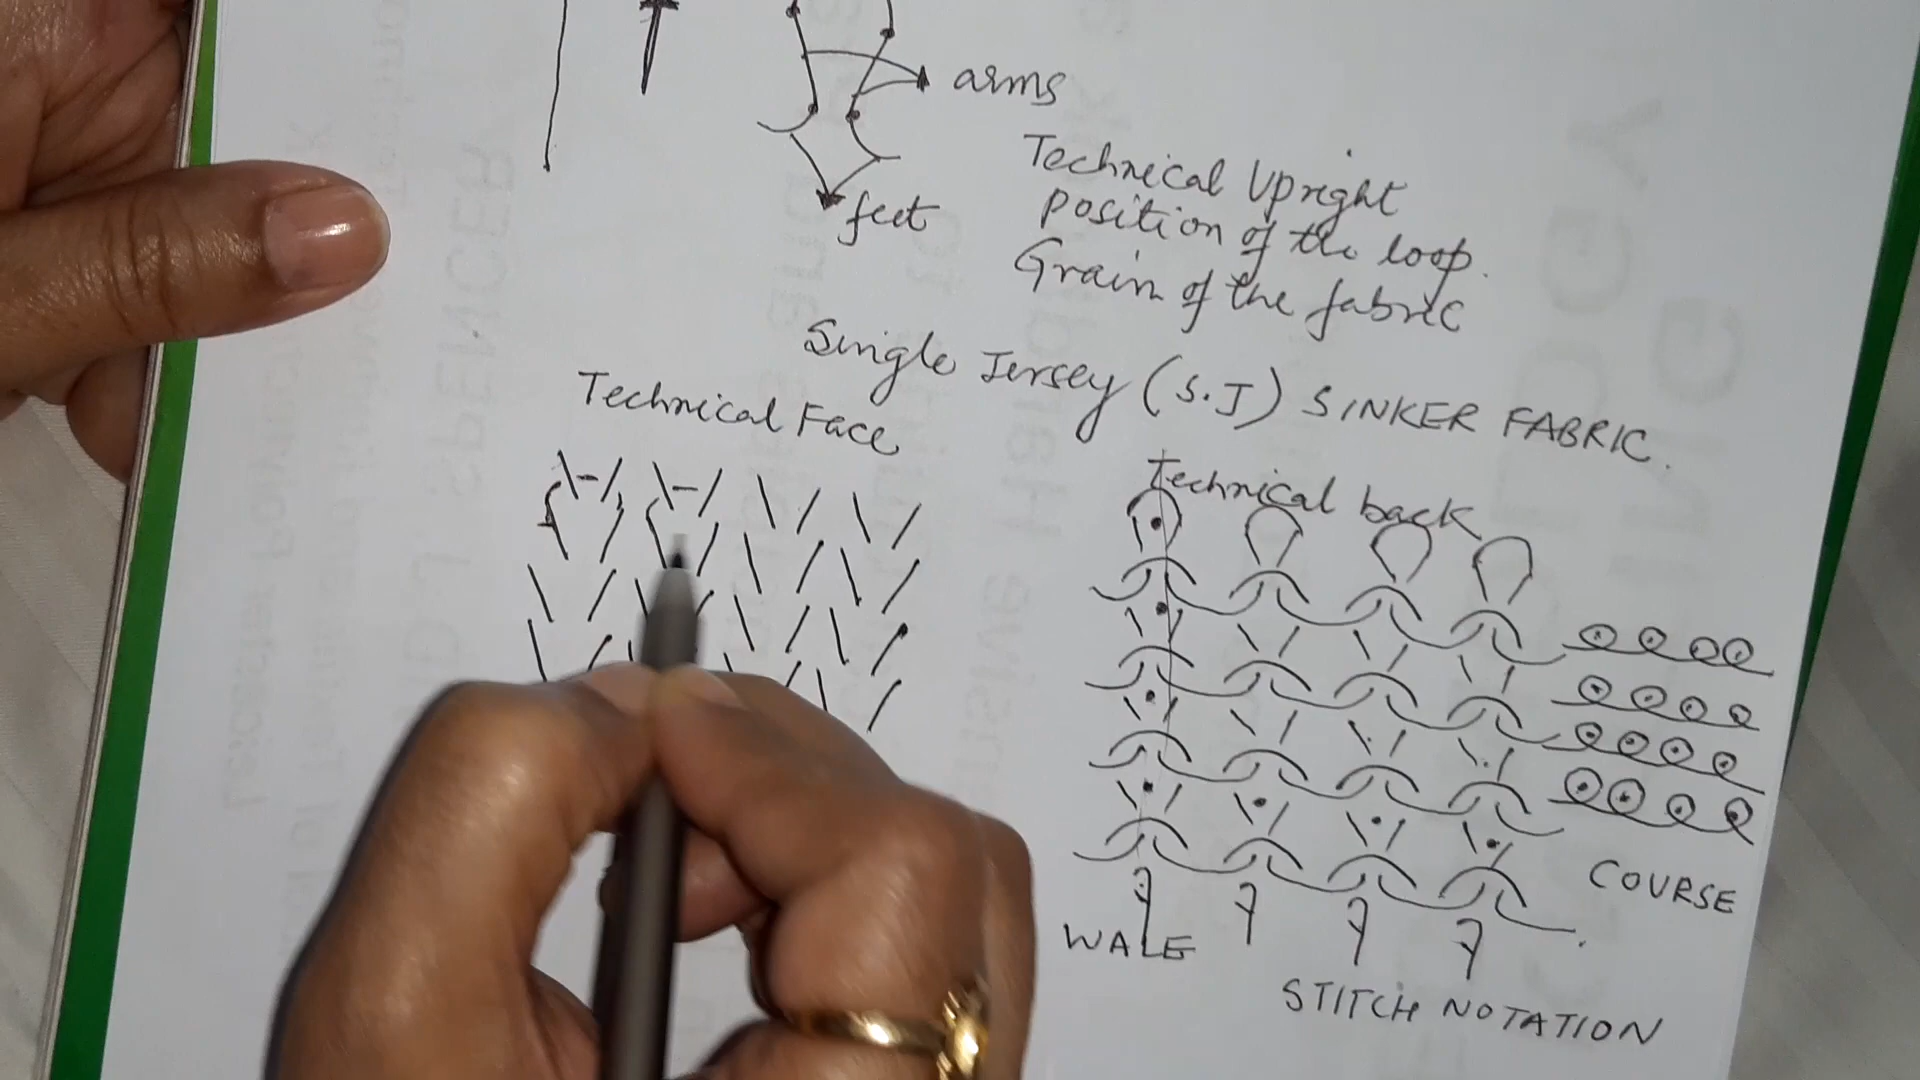 arms
feet
Technical Upright
position of the loop.
Grain of the fabric
Single Jersey (S.J) SINKER FABRIC.
Technical Face
Technical back
COURSE
WALE
STITCH NOTATION
SPENCER